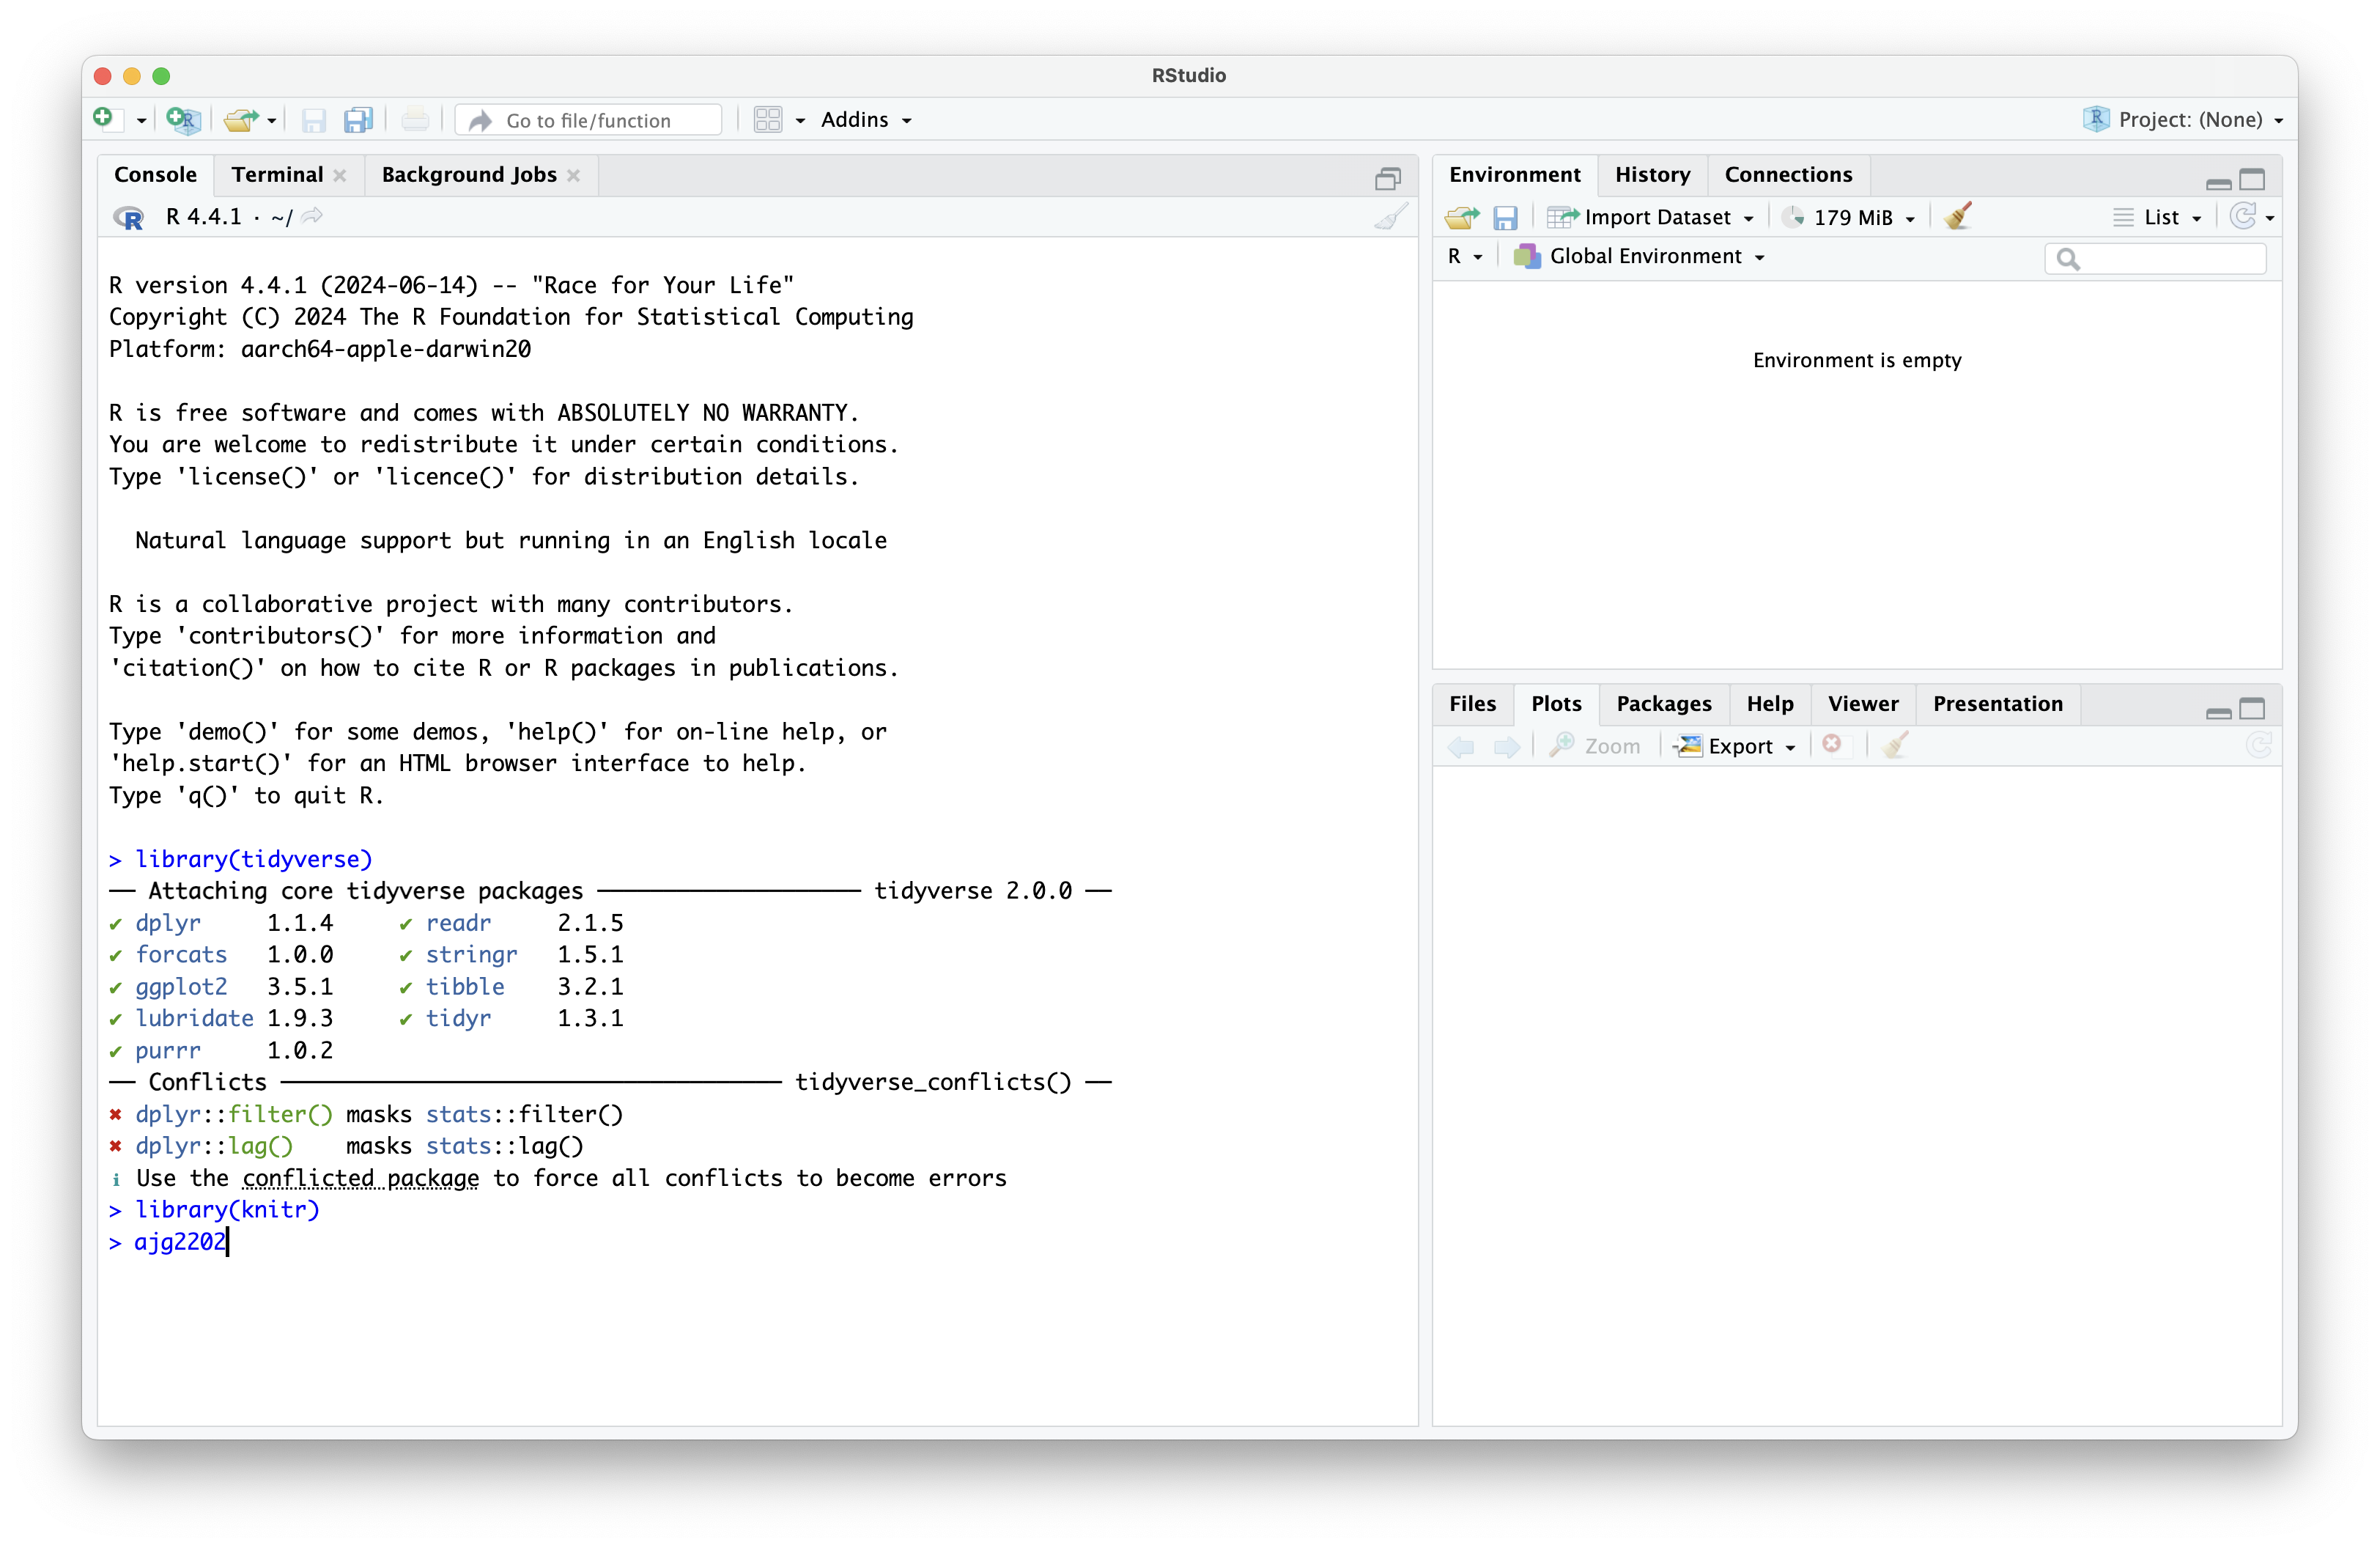 RStudio
Go to file/function
Addins
Project: (None)
Console Terminal Background Jobs
R 4.4.1 · ~/
R version 4.4.1 (2024-06-14) -- "Race for Your Life"
Copyright (C) 2024 The R Foundation for Statistical Computing
Platform: aarch64-apple-darwin20
R is free software and comes with ABSOLUTELY NO WARRANTY.
You are welcome to redistribute it under certain conditions.
Type 'license()' or 'licence()' for distribution details.
Natural language support but running in an English locale
R is a collaborative project with many contributors.
Type 'contributors()' for more information and
'citation()' on how to cite R or R packages in publications.
Type 'demo()' for some demos, 'help()' for on-line help, or
'help.start()' for an HTML browser interface to help.
Type 'q()' to quit R.
> library(tidyverse)
── Attaching core tidyverse packages ──────────────────── tidyverse 2.0.0 ──
✔ dplyr     1.1.4     ✔ readr     2.1.5
✔ forcats   1.0.0     ✔ stringr   1.5.1
✔ ggplot2   3.5.1     ✔ tibble    3.2.1
✔ lubridate 1.9.3     ✔ tidyr     1.3.1
✔ purrr     1.0.2
── Conflicts ────────────────────────────────────── tidyverse_conflicts() ──
✖ dplyr::filter() masks stats::filter()
✖ dplyr::lag()    masks stats::lag()
ℹ Use the conflicted package to force all conflicts to become errors
> library(knitr)
> ajg2202
Environment History Connections
Import Dataset 179 MiB List
R Global Environment
Environment is empty
Files Plots Packages Help Viewer Presentation
Zoom Export